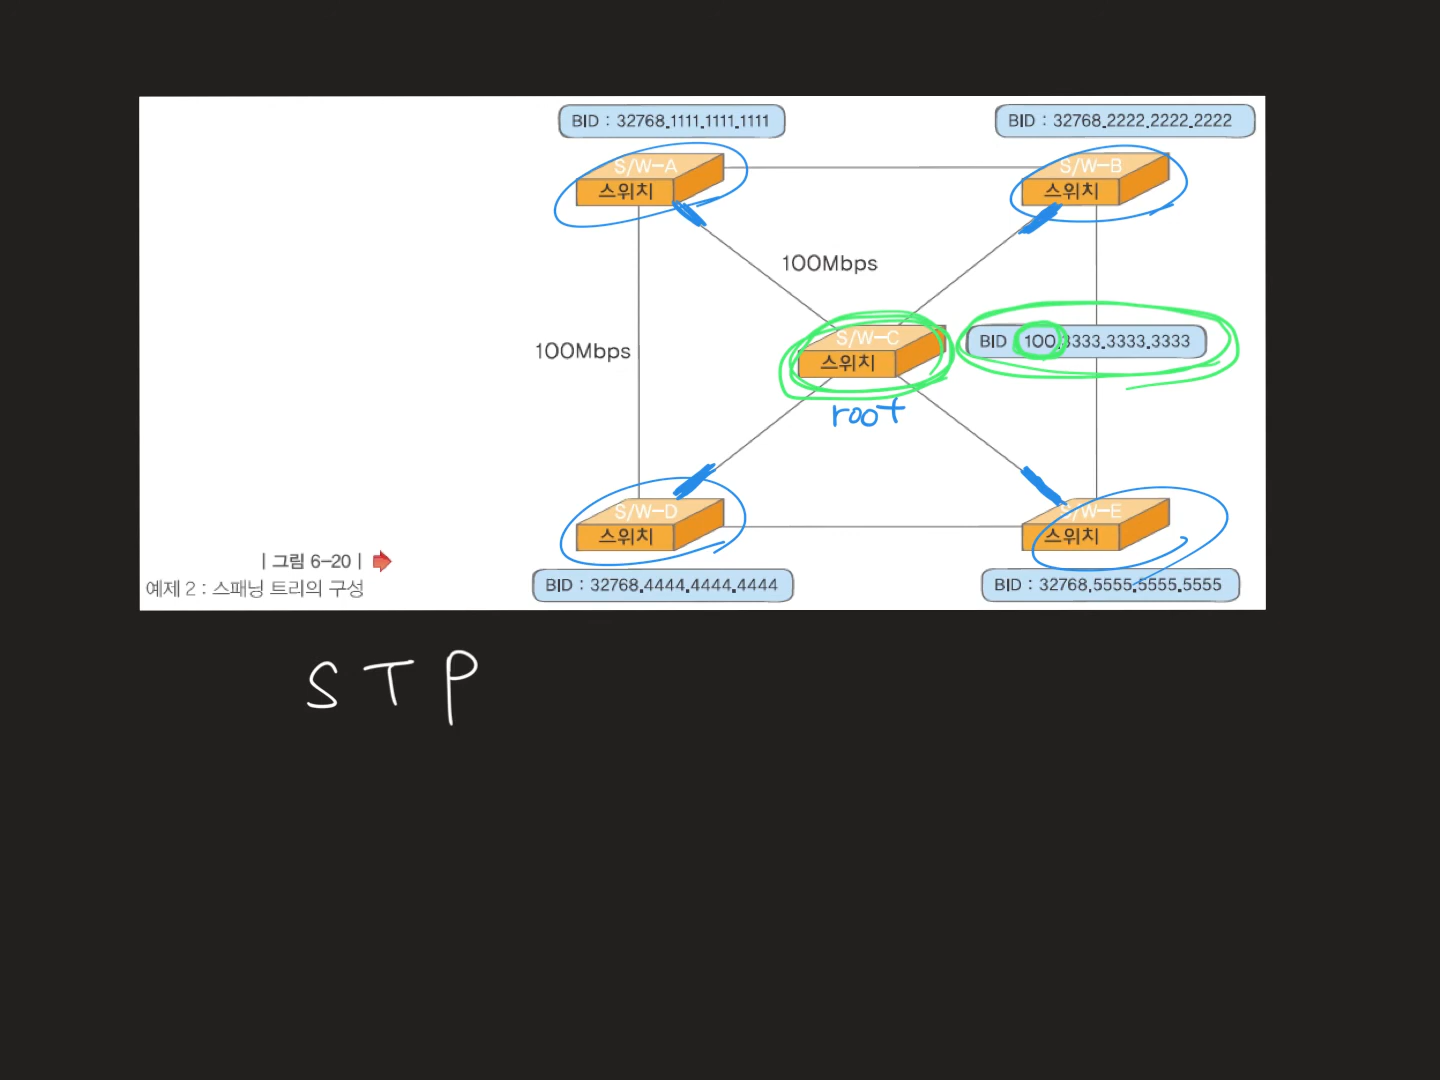 BID : 32768.1111.1111.1111
BID : 32768.2222.2222.2222
S/W-A
S/W-B
스위치
스위치
100Mbps
S/W-C
BID 100.3333.3333.3333
100Mbps
스위치
root
S/W-D
S/W-E
스위치
스위치
| 그림 6-20 |
예제 2 : 스패닝 트리의 구성
BID : 32768.4444.4444.4444
BID : 32768.5555.5555.5555
STP